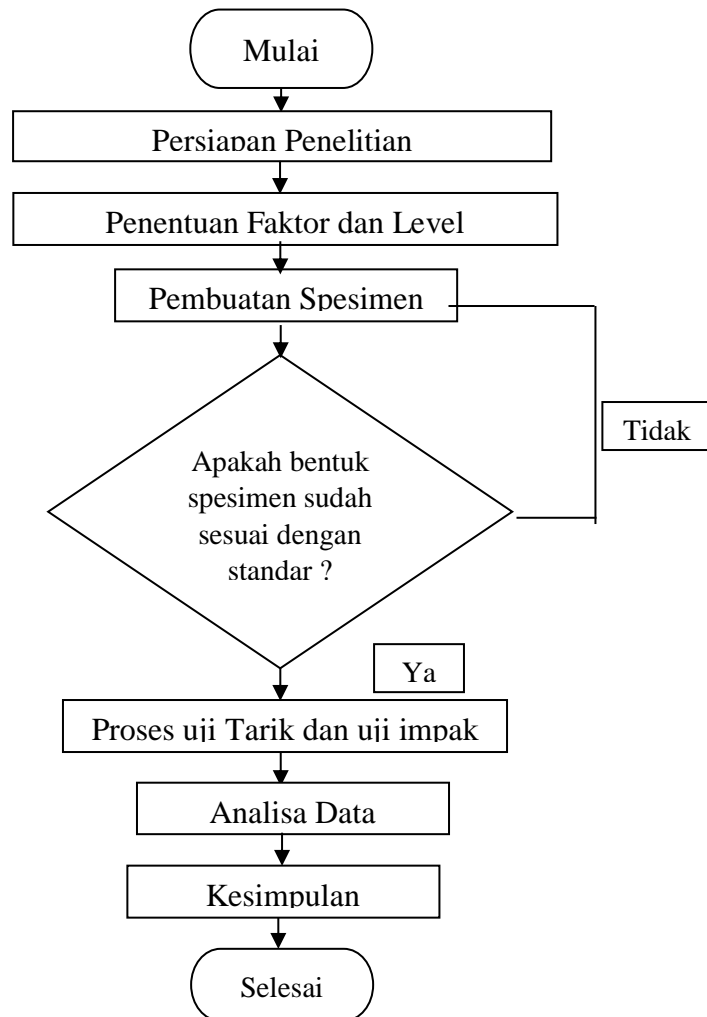 Mulai
Persiapan Penelitian
Penentuan Faktor dan Level
Pembuatan Spesimen
Apakah bentuk
spesimen sudah
sesuai dengan
standar ?
Tidak
Ya
Proses uji Tarik dan uji impak
Analisa Data
Kesimpulan
Selesai